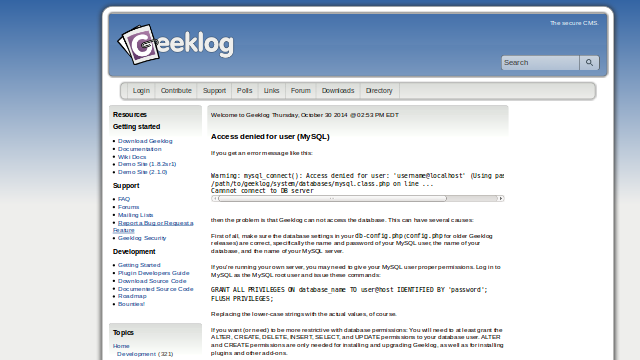 The secure CMS.
Geeklog
Search
Login Contribute Support Polls Links Forum Downloads Directory
Resources
Getting started
Download Geeklog
Documentation
Wiki Docs
Demo Site (1.8.2sr1)
Demo Site (2.1.0)
Support
FAQ
Forums
Mailing Lists
Report a Bug or Request a
Feature
Geeklog Security
Development
Getting Started
Plugin Developers Guide
Download Source Code
Documented Source Code
Roadmap
Bounties!
Topics
Home
Development (321)
Welcome to Geeklog Thursday, October 30 2014 @ 02:53 PM EDT
Access denied for user (MySQL)
If you get an error message like this:
Warning: mysql_connect(): Access denied for user: 'username@localhost' (Using pas
/path/to/geeklog/system/databases/mysql.class.php on line ...
Cannnot connect to DB server
then the problem is that Geeklog can not access the database. This can have several causes:
First of all, make sure the database settings in your db-config.php (config.php for older Geeklog
releases) are correct, specifically the name and password of your MySQL user, the name of your
database, and the name of your MySQL server.
If you're running your own server, you may need to give your MySQL user proper permissions. Log in to
MySQL as the MySQL root user and issue these commands:
GRANT ALL PRIVILEGES ON database_name TO user@host IDENTIFIED BY 'password';
FLUSH PRIVILEGES;
Replacing the lower-case strings with the actual values, of course.
If you want (or need) to be more restrictive with database permissions: You will need to at least grant the
ALTER, CREATE, DELETE, INSERT, SELECT, and UPDATE permissions to your database user. ALTER
and CREATE permissions are only needed for installing and upgrading Geeklog, as well as for installing
plugins and other add-ons.